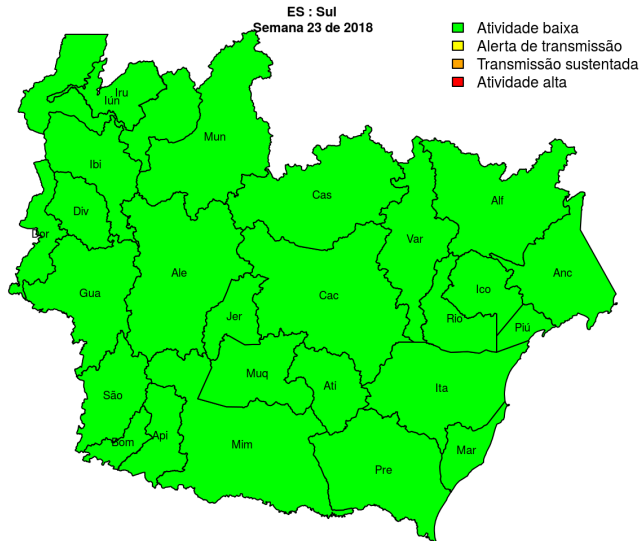 ES : Sul
Semana 23 de 2018
Atividade baixa
Alerta de transmissão
Transmissão sustentada
Atividade alta
Iru
Iún
Mun
Ibi
Cas
Alf
Div
Dor
Var
Ale
Anc
Gua
Cac
Ico
Jer
Rio
Piú
Muq
Ati
Ita
São
Bom
Api
Mim
Mar
Pre